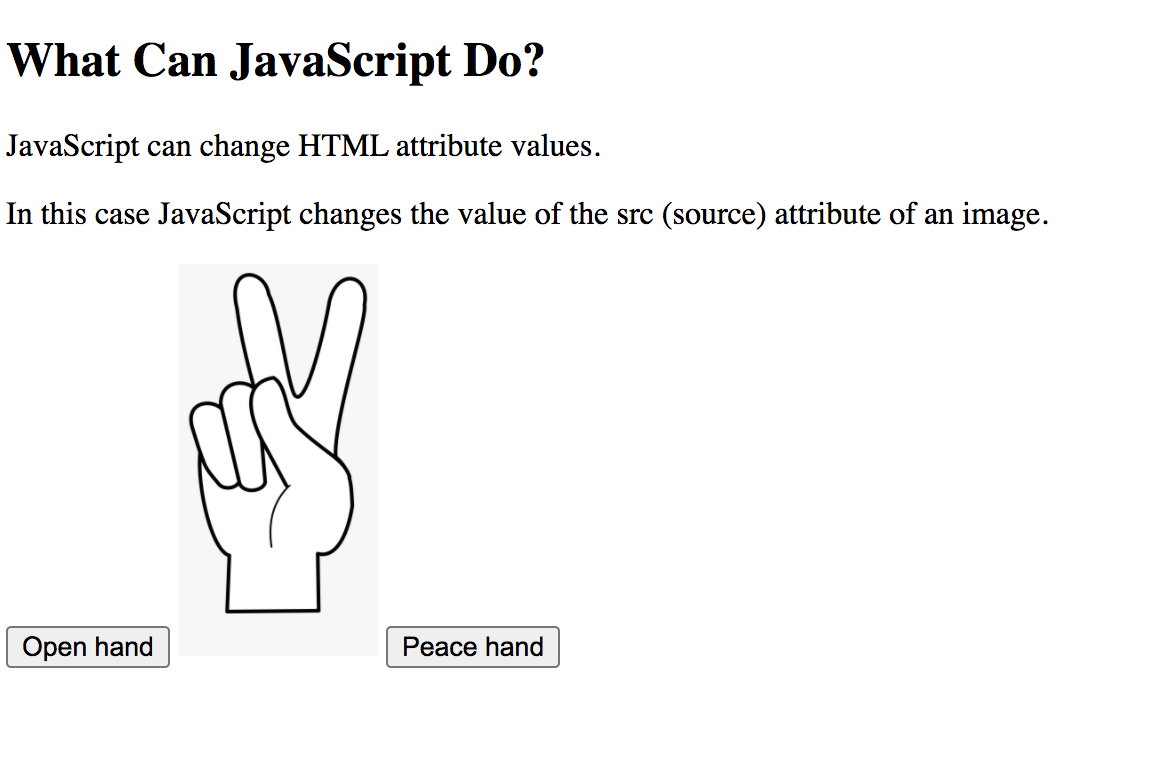 What Can JavaScript Do?
JavaScript can change HTML attribute values.
In this case JavaScript changes the value of the src (source) attribute of an image.
Open hand
Peace hand